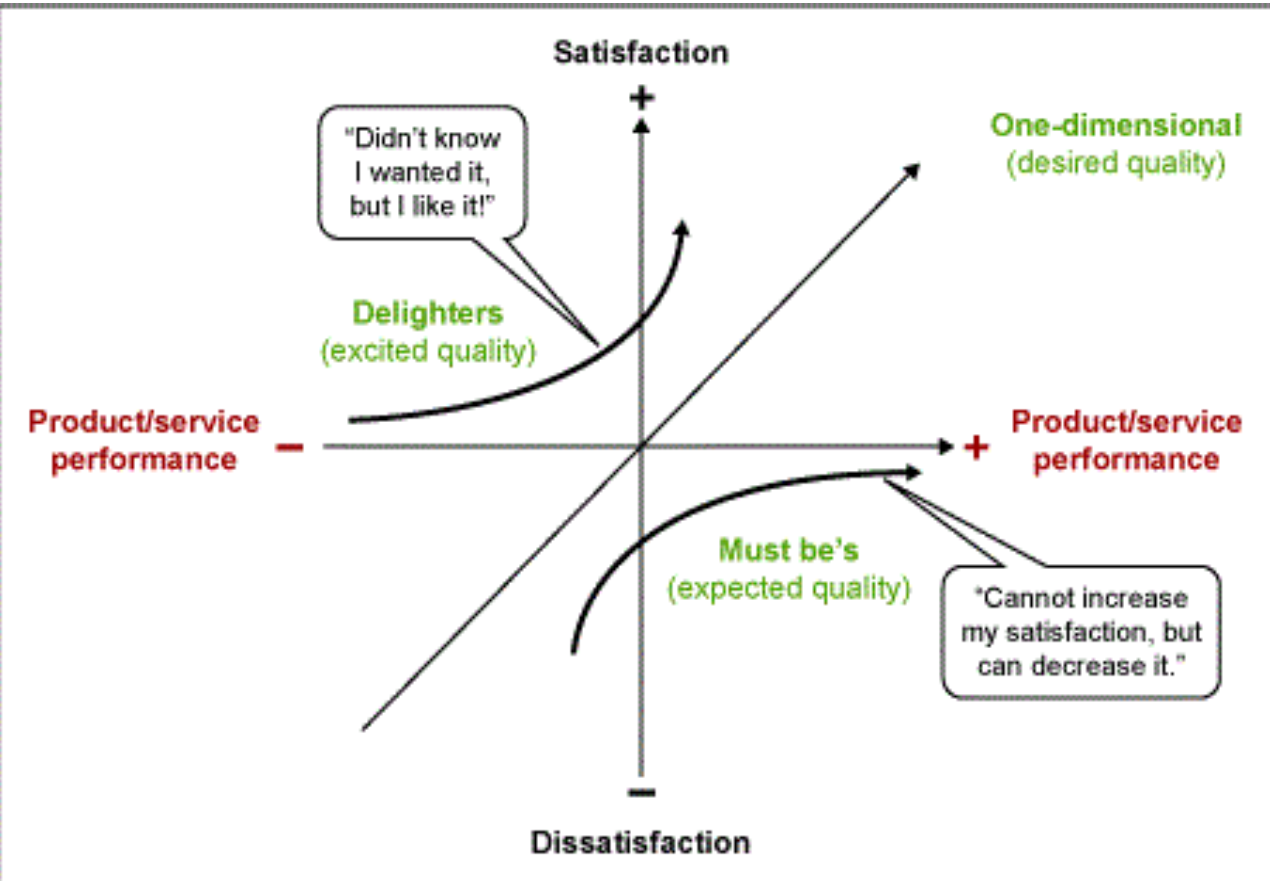 Satisfaction
+
“Didn’t know
I wanted it,
but I like it!”
One-dimensional
(desired quality)
Delighters
(excited quality)
Product/service
performance
–
+
Product/service
performance
Must be’s
(expected quality)
“Cannot increase
my satisfaction, but
can decrease it.”
–
Dissatisfaction